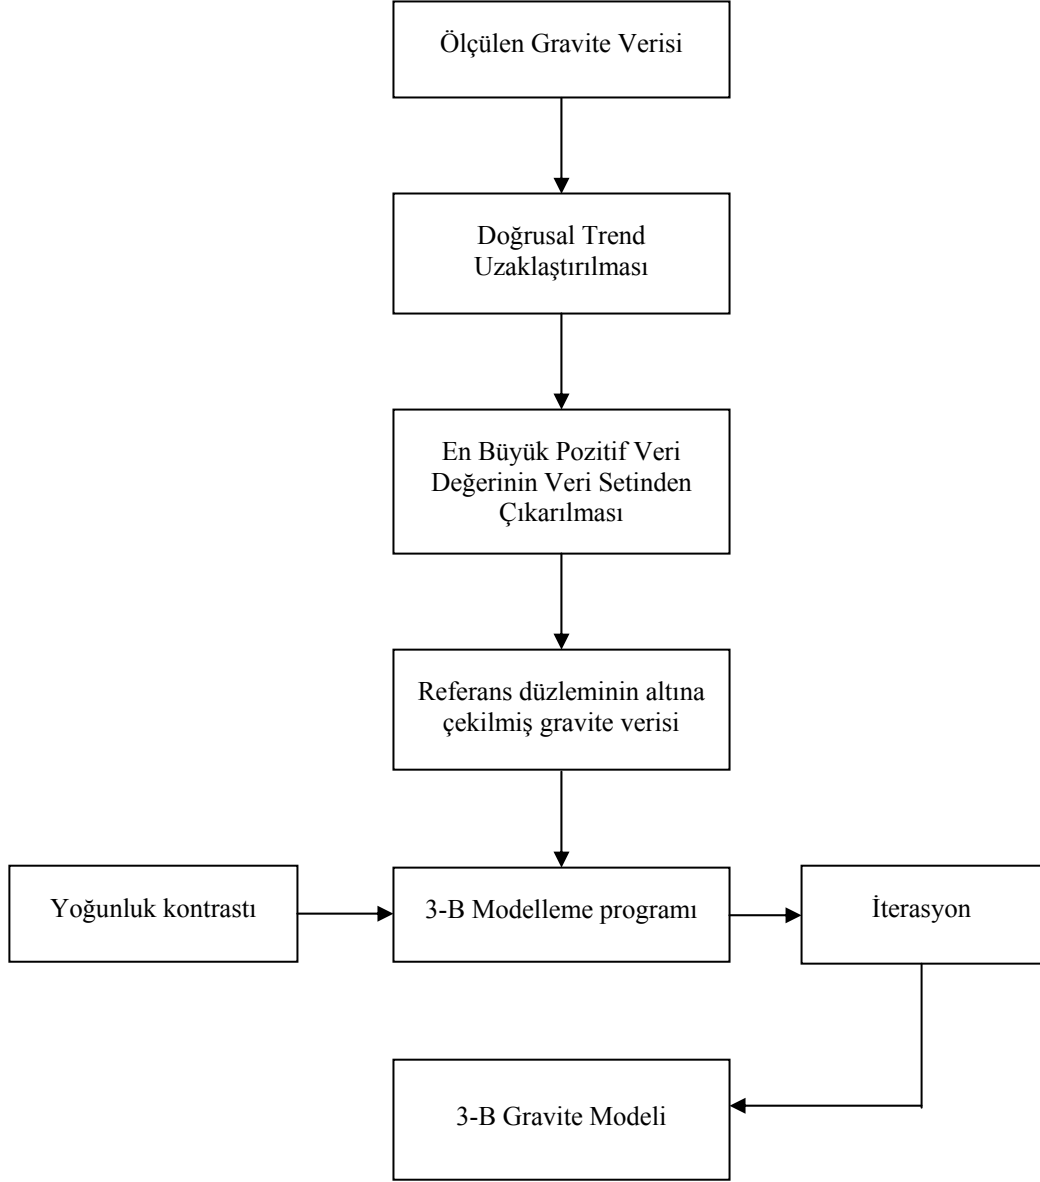 Ölçülen Gravite Verisi
Doğrusal Trend
Uzaklaştırılması
En Büyük Pozitif Veri
Değerinin Veri Setinden
Çıkarılması
Referans düzleminin altına
çekilmiş gravite verisi
Yoğunluk kontrastı
3-B Modelleme programı
İterasyon
3-B Gravite Modeli